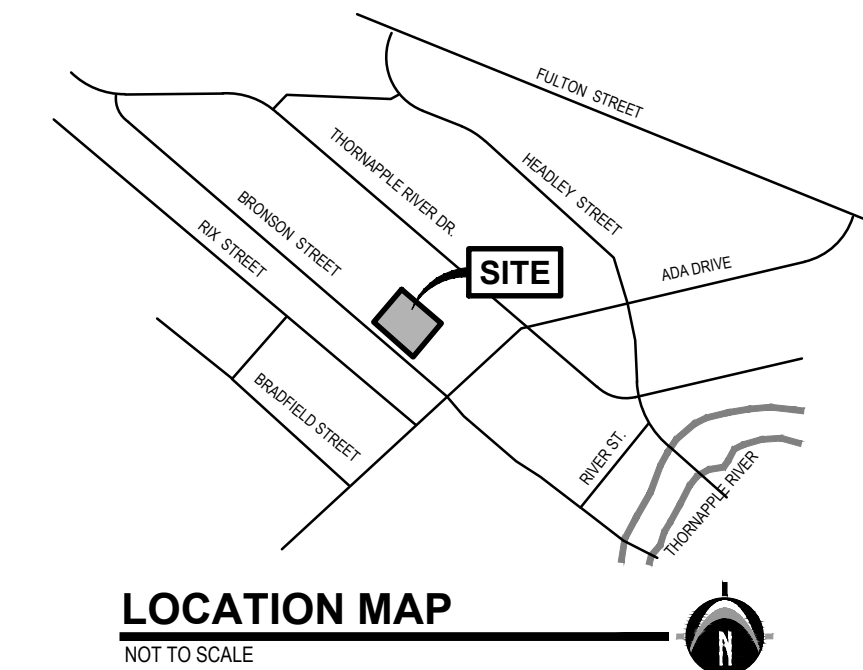 FULTON STREET
THORNAPPLE RIVER DR.
HEADLEY STREET
BRONSON STREET
RIX STREET
SITE
ADA DRIVE
BRADFIELD STREET
RIVER ST.
THORNAPPLE RIVER
LOCATION MAP
NOT TO SCALE
N